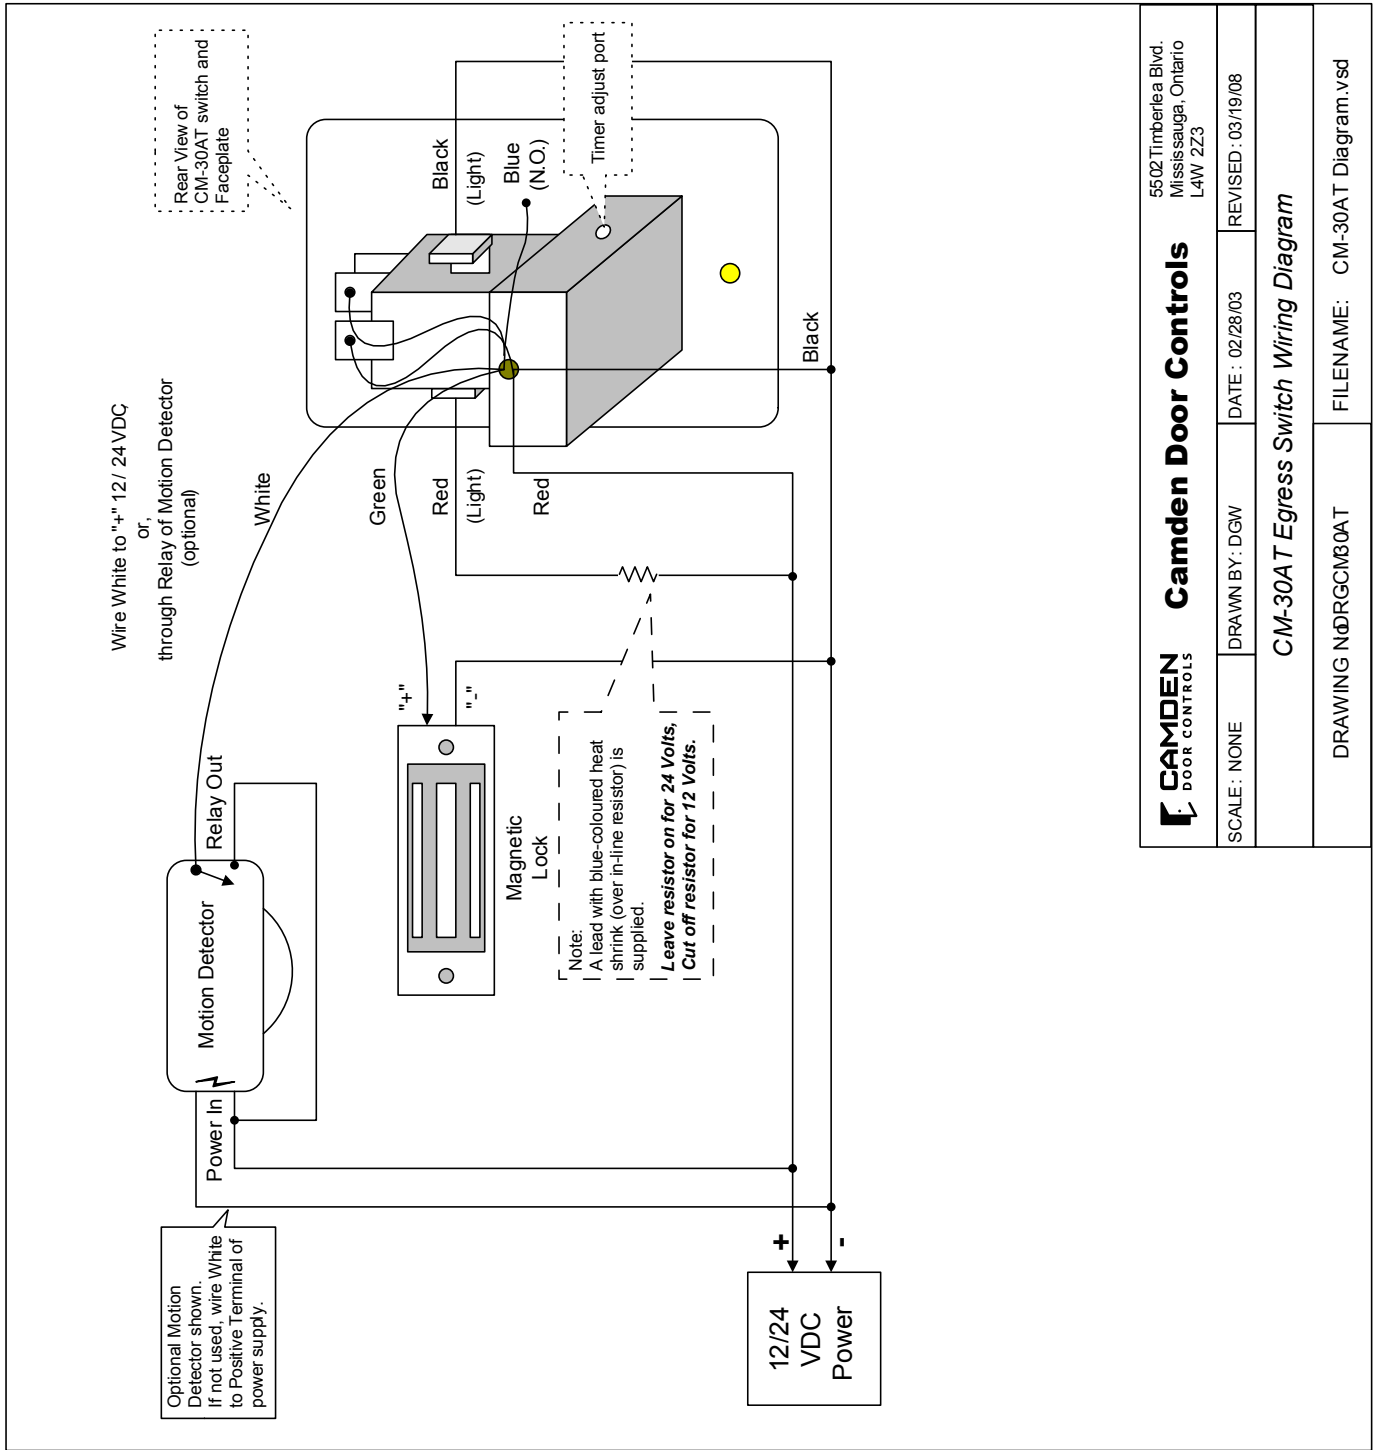 Rear View of
CM-30AT switch and
Faceplate
Timer adjust port
Black
(Light)
Blue
(N.O.)
Black
Wire White to "+" 12 / 24 VDC,
or,
through Relay of Motion Detector
(optional)
White
Green
Red
(Light)
Red
Relay Out
Motion Detector
Power In
"+"
"-"
Magnetic
Lock
Note:
A lead with blue-coloured heat
shrink (over in-line resistor) is
supplied.
Leave resistor on for 24 Volts,
Cut off resistor for 12 Volts.
Optional Motion
Detector shown.
If not used, wire White
to Positive Terminal of
power supply.
+
-
12/24
VDC
Power
CAMDEN
DOOR CONTROLS
Camden Door Controls
5502 Timberlea Blvd.
Mississauga, Ontario
L4W 2Z3
SCALE: NONE
DRAWN BY: DGW
DATE: 02/28/03
REVISED: 03/19/08
CM-30AT Egress Switch Wiring Diagram
DRAWING No DRGCM30AT
FILENAME: CM-30AT Diagram.vsd